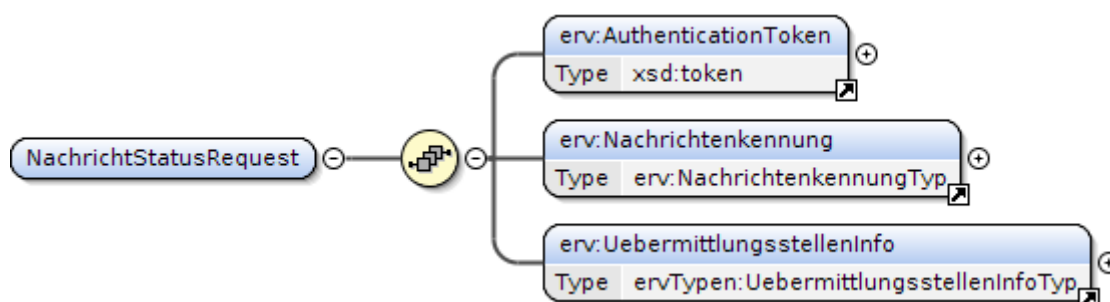 erv:AuthenticationToken
Type xsd:token
NachrichtStatusRequest
erv:Nachrichtenkennung
Type erv:NachrichtenkennungTyp
erv:UebermittlungsstellenInfo
Type ervTypen:UebermittlungsstellenInfoTyp